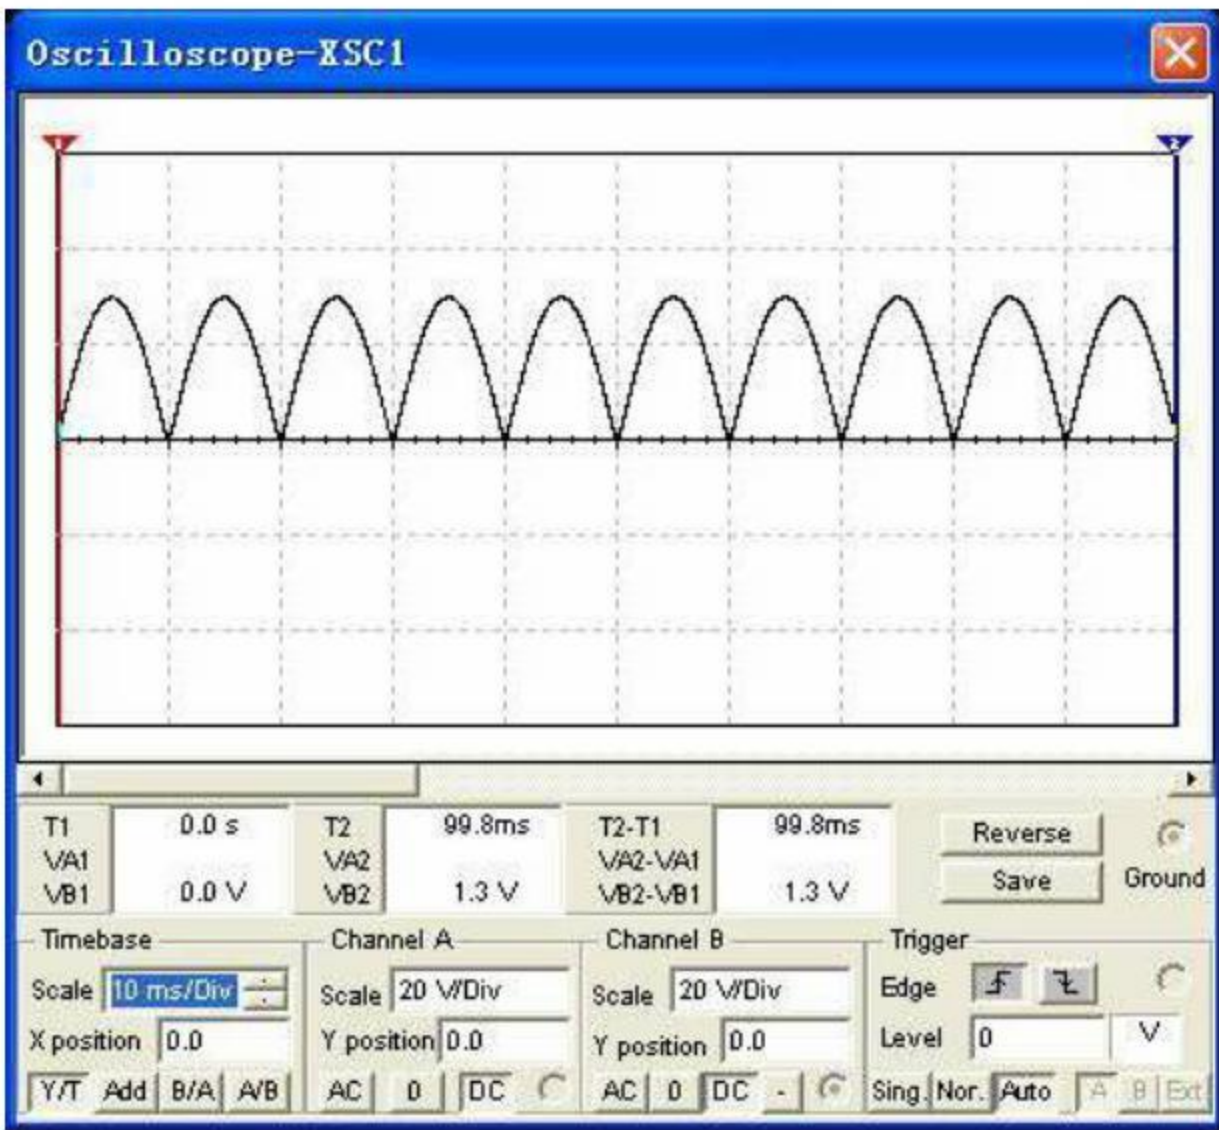 Oscilloscope-XSC1
1 2
T1 0.0 s T2 99.8ms T2-T1 99.8ms Reverse
VA1 VA2 VA2-VA1
VB1 0.0 V VB2 1.3 V VB2-VB1 1.3 V Save Ground
Timebase Channel A Channel B Trigger
Scale 10 ms/Div Scale 20 V/Div Scale 20 V/Div Edge
X position 0.0 Y position 0.0 Y position 0.0 Level 0 V
Y/T Add B/A A/B AC 0 DC AC 0 DC - Sing. Nor. Auto A B Ext